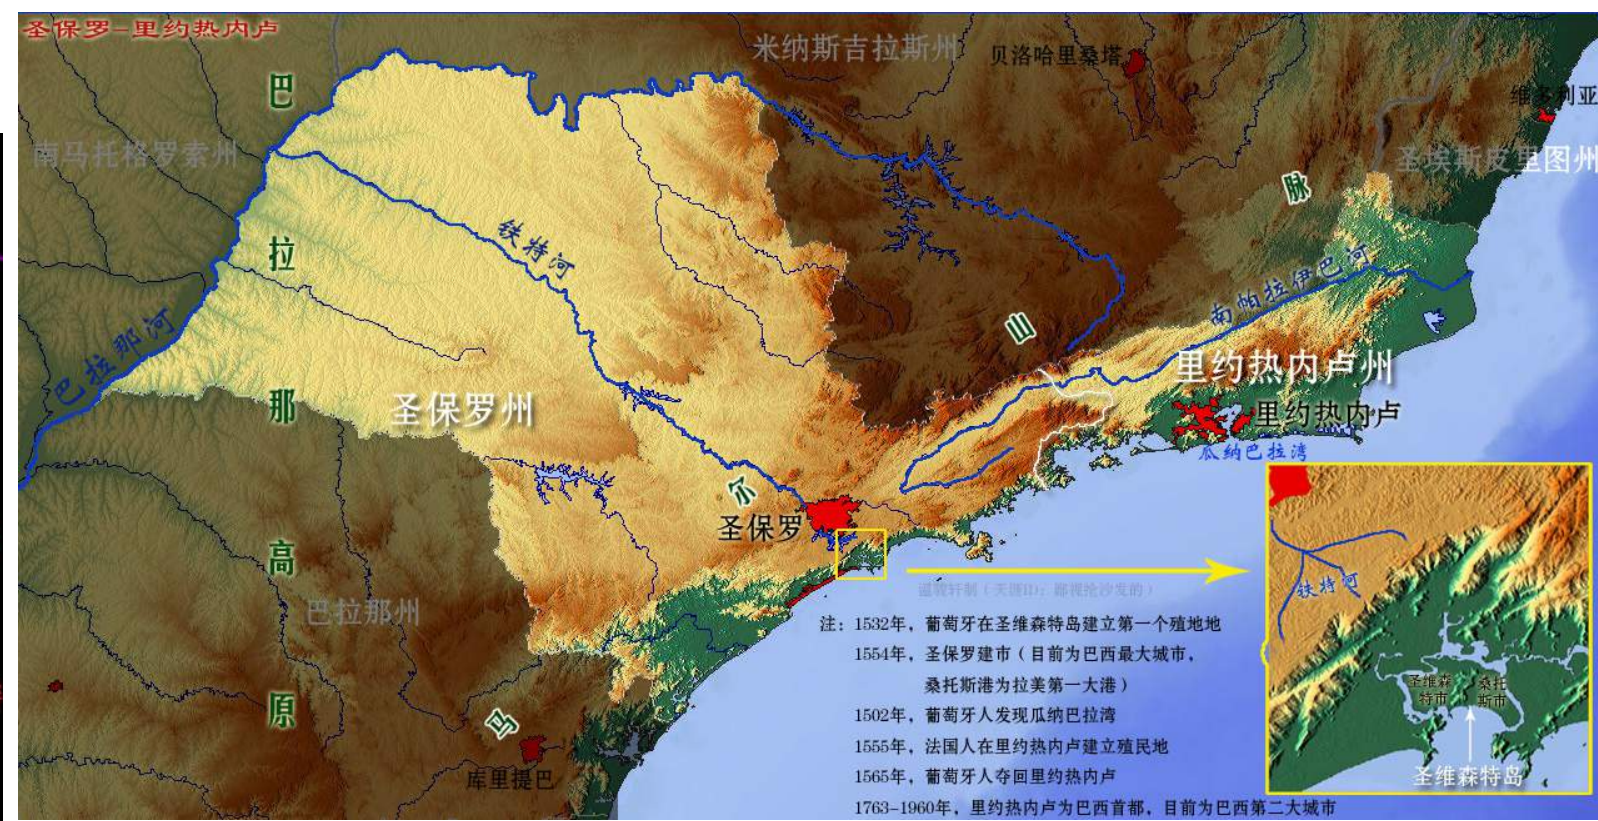 圣保罗-里约热内卢
米纳斯吉拉斯州
贝洛哈里桑塔
维多利亚
巴拉那高原
南马托格罗索州
圣埃斯皮里图州
马尔山脉
铁特河
巴拉那河
南帕拉伊巴河
圣保罗州
里约热内卢州
里约热内卢
瓜纳巴拉湾
圣保罗
巴拉那州
库里提巴
注：1532年，葡萄牙在圣维森特岛建立第一个殖地地
1554年，圣保罗建市（目前为巴西最大城市，
桑托斯港为拉美第一大港）
1502年，葡萄牙人发现瓜纳巴拉湾
1555年，法国人在里约热内卢建立殖民地
1565年，葡萄牙人夺回里约热内卢
1763-1960年，里约热内卢为巴西首都，目前为巴西第二大城市
铁特河
圣维森
特市
桑托
斯市
圣维森特岛